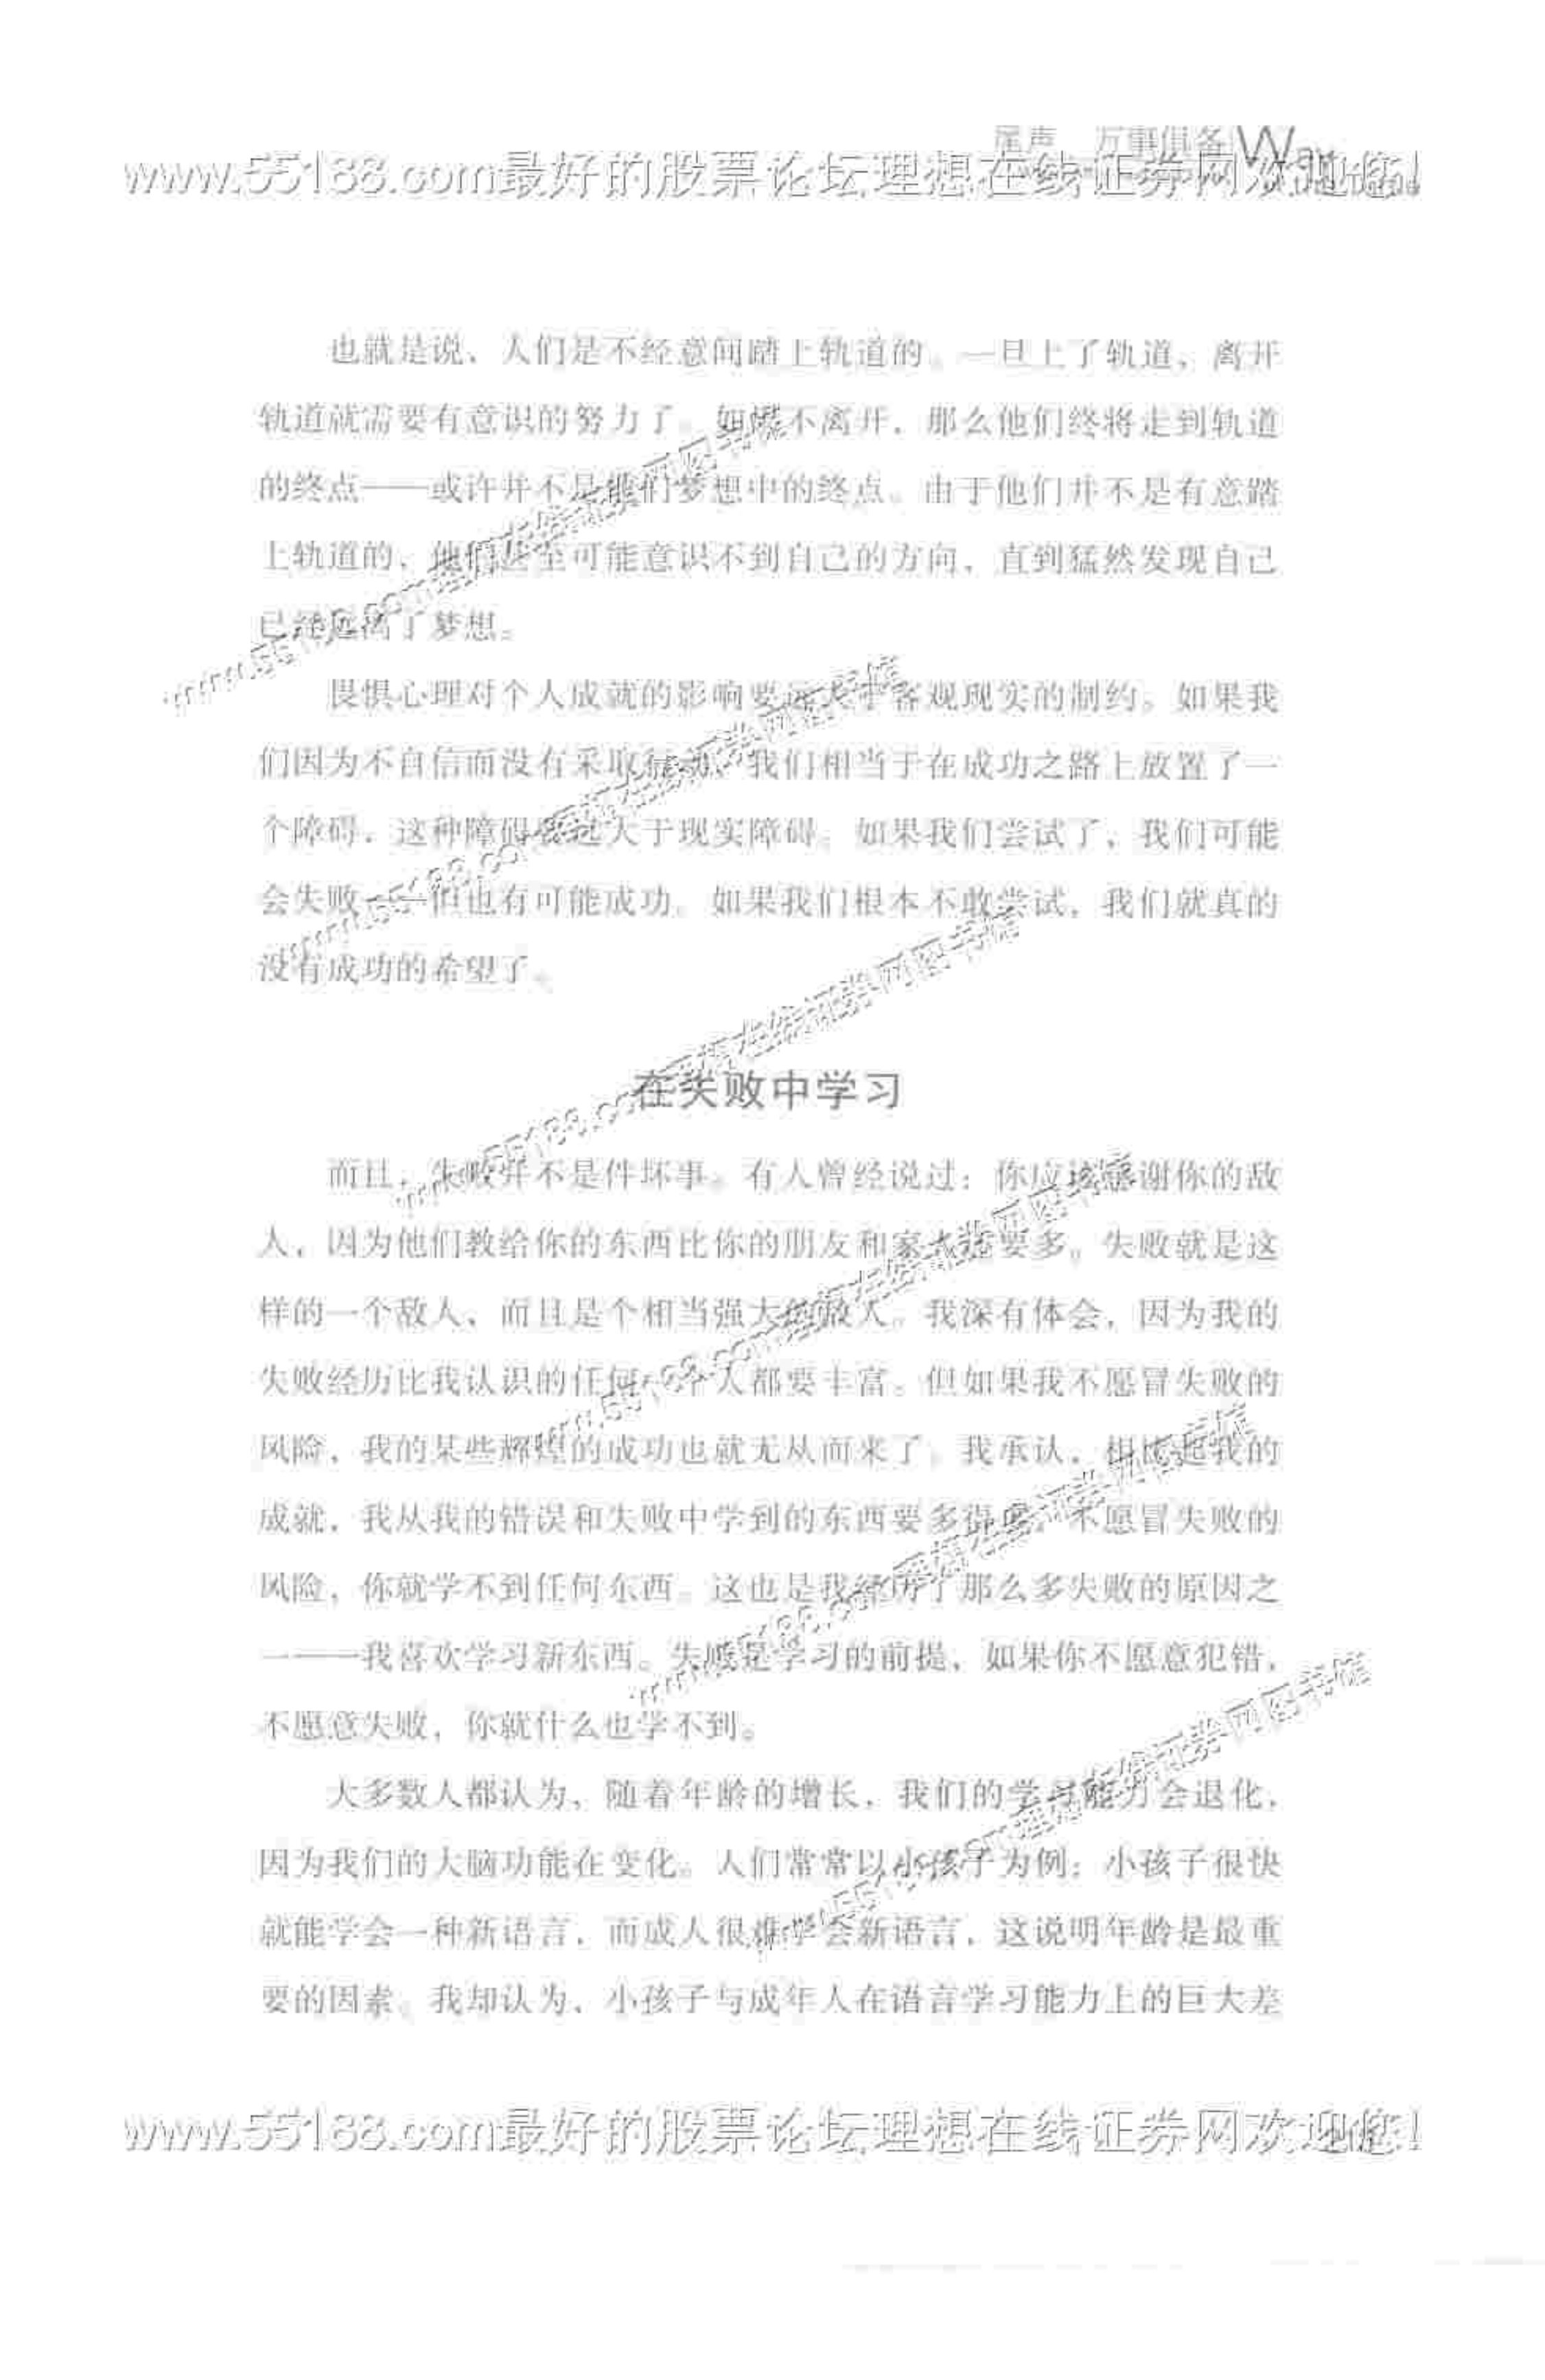 尾声 万事俱备
www.55188.com最好的股票论坛理想在线证券网欢迎您!
也就是说，人们是不经意间踏上轨道的。一旦上了轨道，离开
轨道就需要有意识的努力了。如果不离开，那么他们终将走到轨道
的终点——或许并不是他们梦想中的终点。由于他们并不是有意踏
上轨道的，他们甚至可能意识不到自己的方向，直到猛然发现自己
已经远离了梦想。
畏惧心理对个人成就的影响要远大于客观现实的制约。如果我
们因为不自信而没有采取行动，我们相当于在成功之路上放置了一
个障碍，这种障碍要远大于现实障碍。如果我们尝试了，我们可能
会失败——但也有可能成功。如果我们根本不敢尝试，我们就真的
没有成功的希望了。
在失败中学习
而且，失败并不是件坏事。有人曾经说过：你应该感谢你的敌
人，因为他们教给你的东西比你的朋友和家人还要多。失败就是这
样的一个敌人，而且是个相当强大的敌人。我深有体会，因为我的
失败经历比我认识的任何一个人都要丰富。但如果我不愿冒失败的
风险，我的某些辉煌的成功也就无从而来了。我承认，相比起我的
成就，我从我的错误和失败中学到的东西要多得多。不愿冒失败的
风险，你就学不到任何东西。这也是我经历了那么多失败的原因之
一——我喜欢学习新东西。失败是学习的前提，如果你不愿意犯错，
不愿意失败，你就什么也学不到。
大多数人都认为，随着年龄的增长，我们的学习能力会退化，
因为我们的大脑功能在变化。人们常常以小孩子为例：小孩子很快
就能学会一种新语言，而成人很难学会新语言，这说明年龄是最重
要的因素。我却认为，小孩子与成年人在语言学习能力上的巨大差
www.55188.com最好的股票论坛理想在线证券网欢迎您!